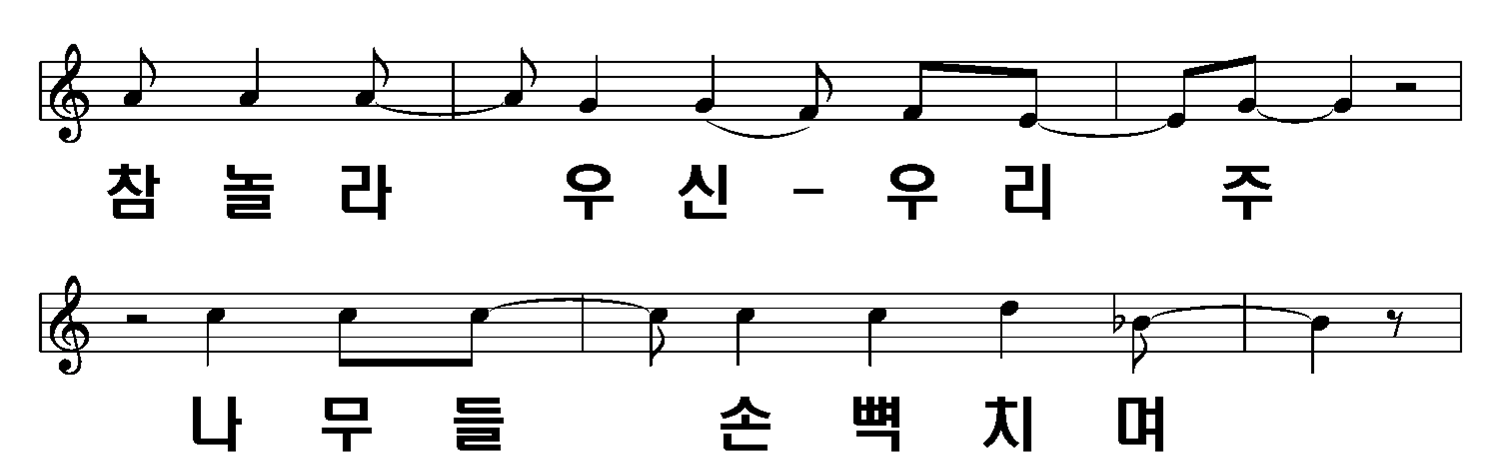 참 놀 라 우 신 - 우 리 주
나 무 들 손 뼉 치 며